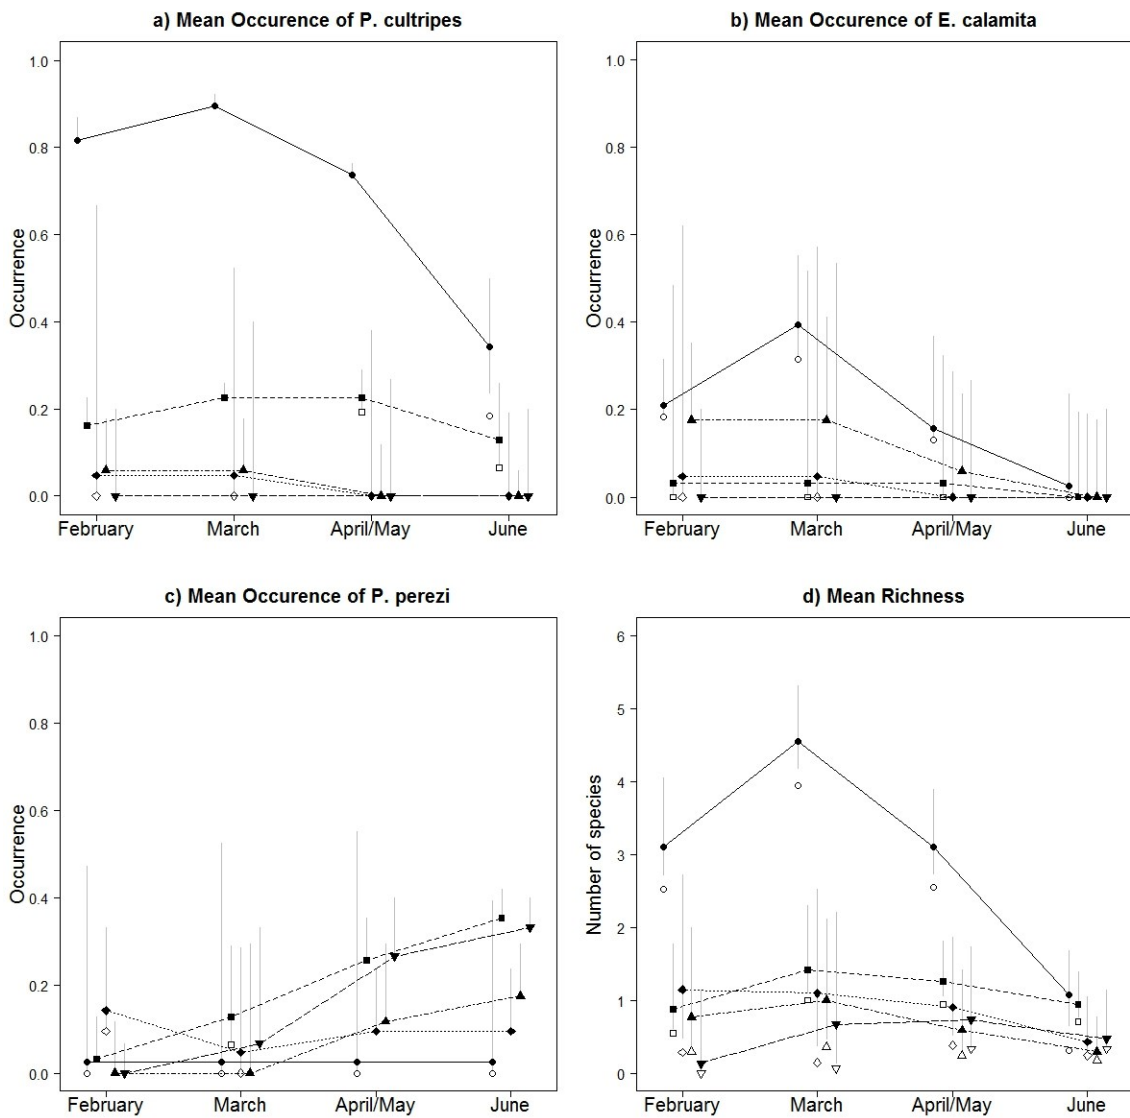 a) Mean Occurence of P. cultripes
1.0
0.8
0.6
0.4
0.2
0.0
Occurrence
February March April/May June
b) Mean Occurence of E. calamita
1.0
0.8
0.6
0.4
0.2
0.0
Occurrence
February March April/May June
c) Mean Occurence of P. perezi
1.0
0.8
0.6
0.4
0.2
0.0
Occurrence
February March April/May June
d) Mean Richness
6
5
4
3
2
1
0
Number of species
February March April/May June